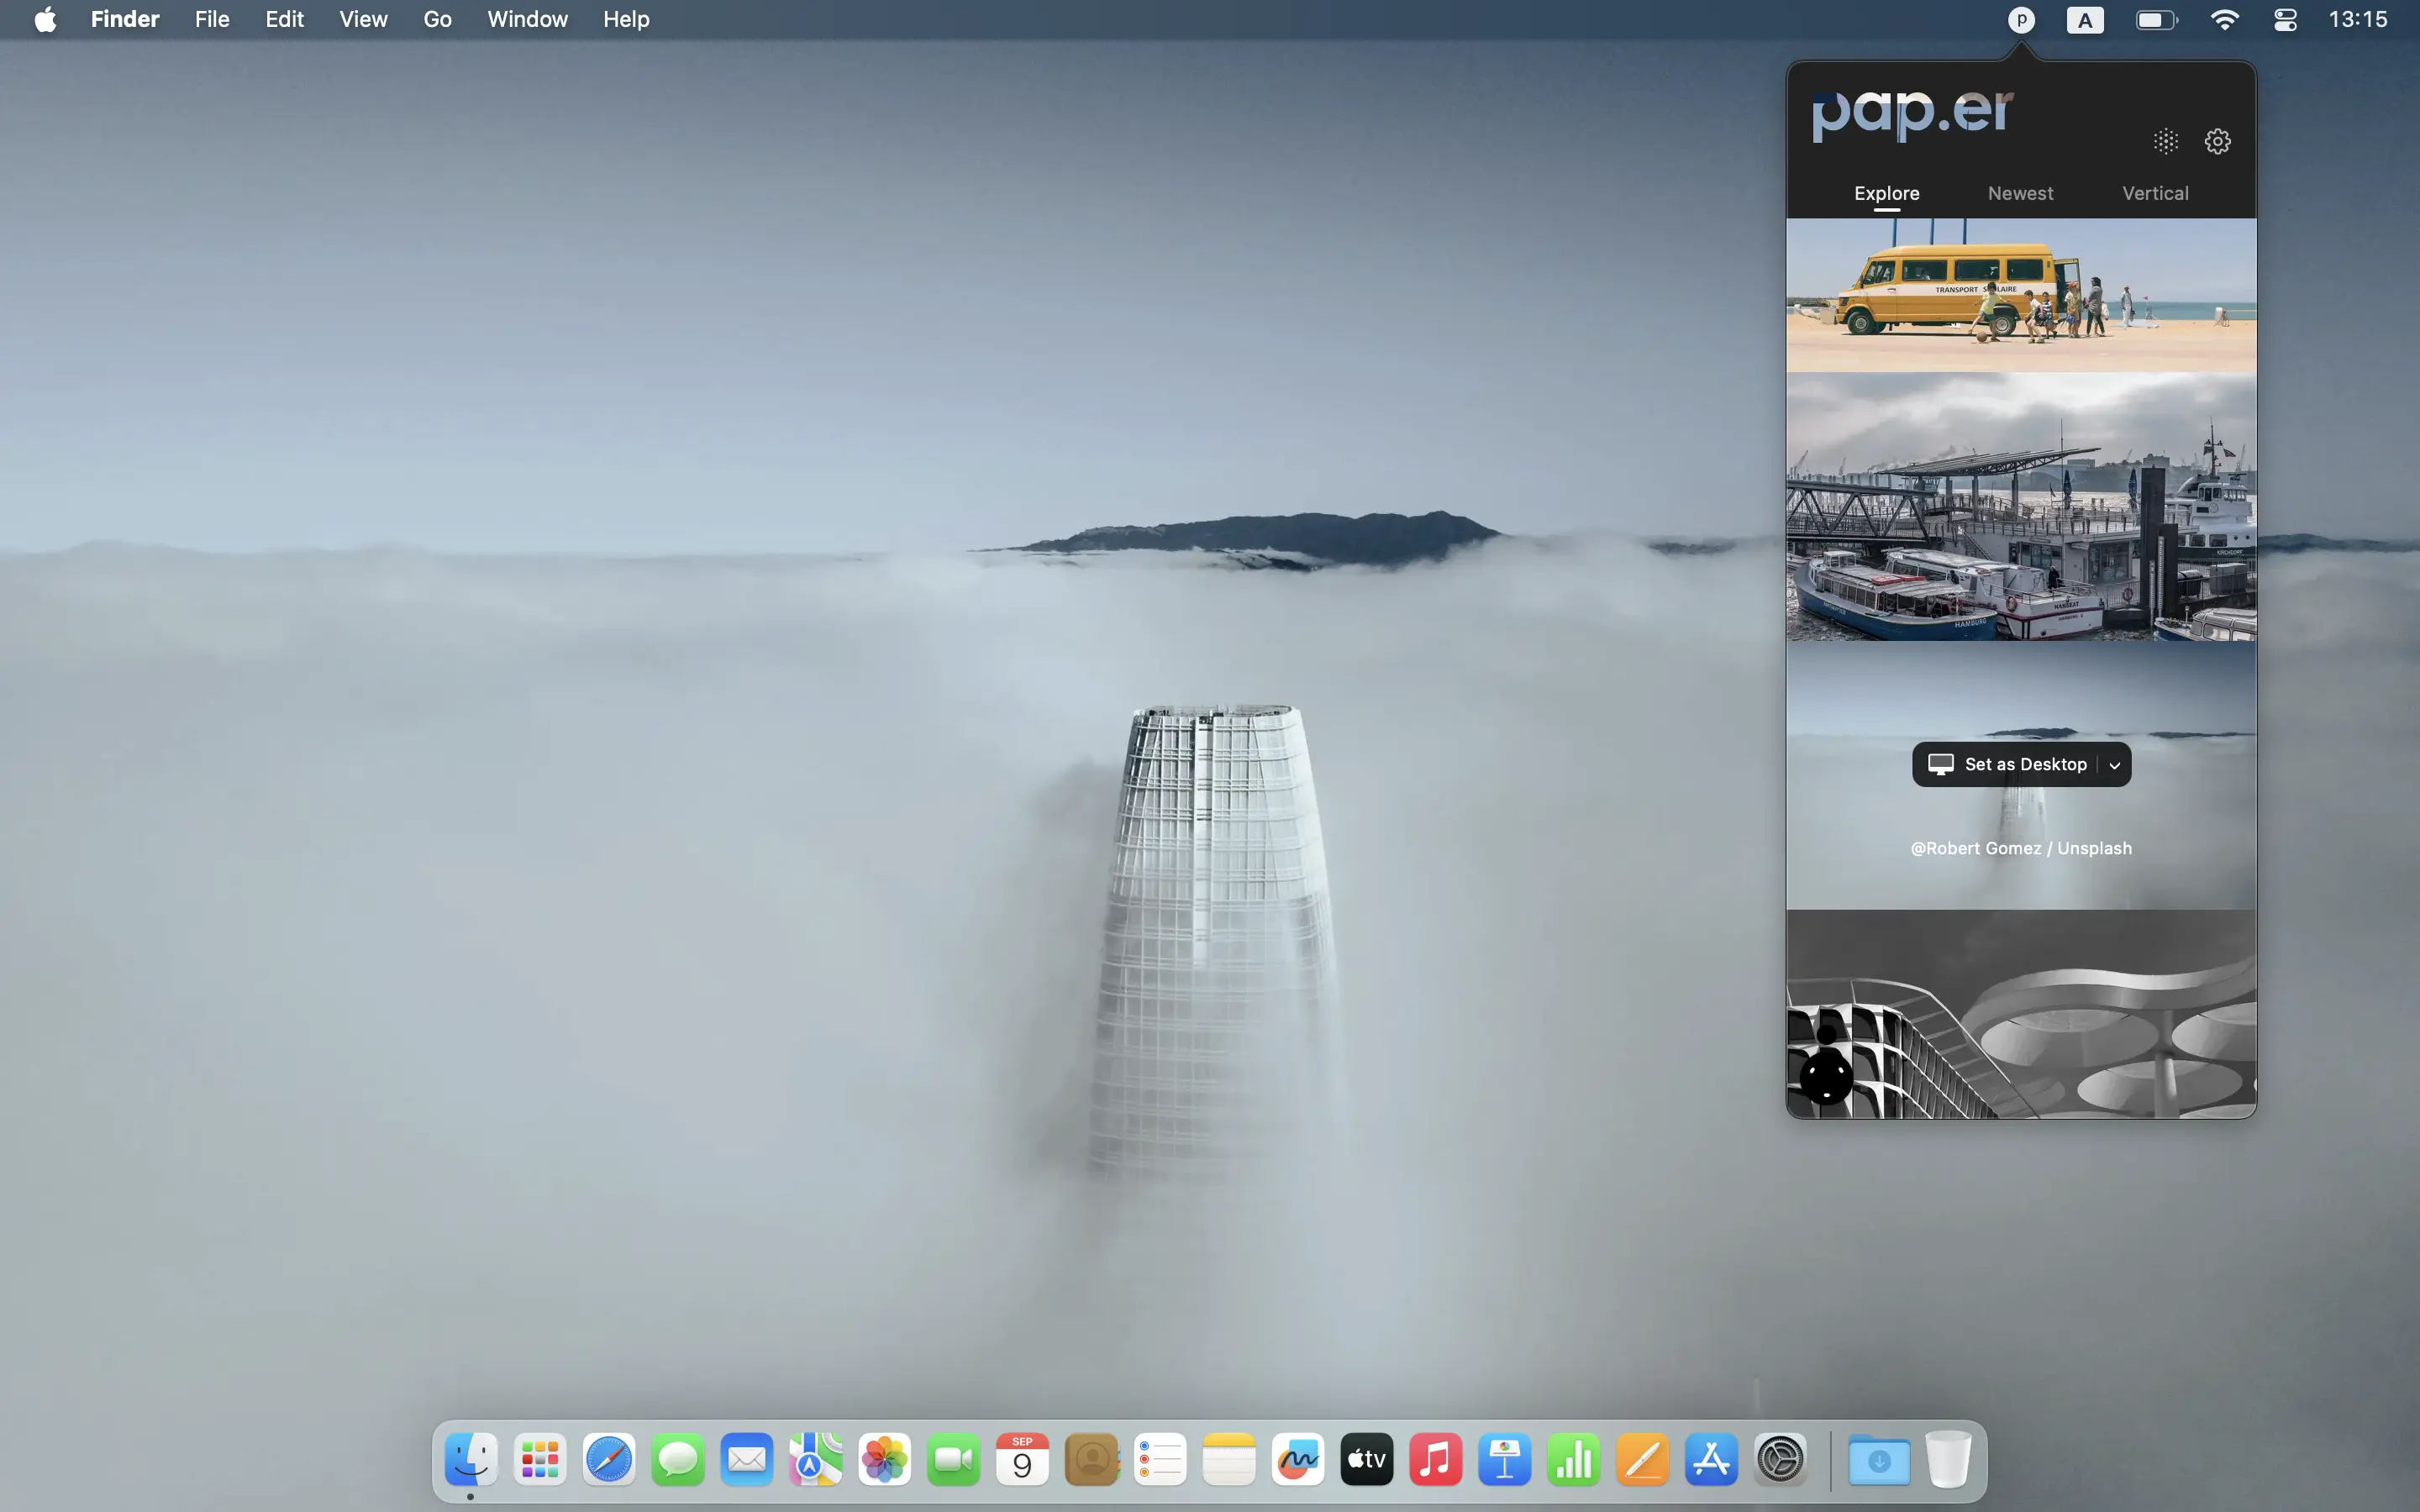 Finder File Edit View Go Window Help p A 13:15
pap.er
Explore Newest Vertical
TRANSPORT
HAMBURG
HANSEAT
Set as Desktop
@Robert Gomez / Unsplash
SEP
9
tv